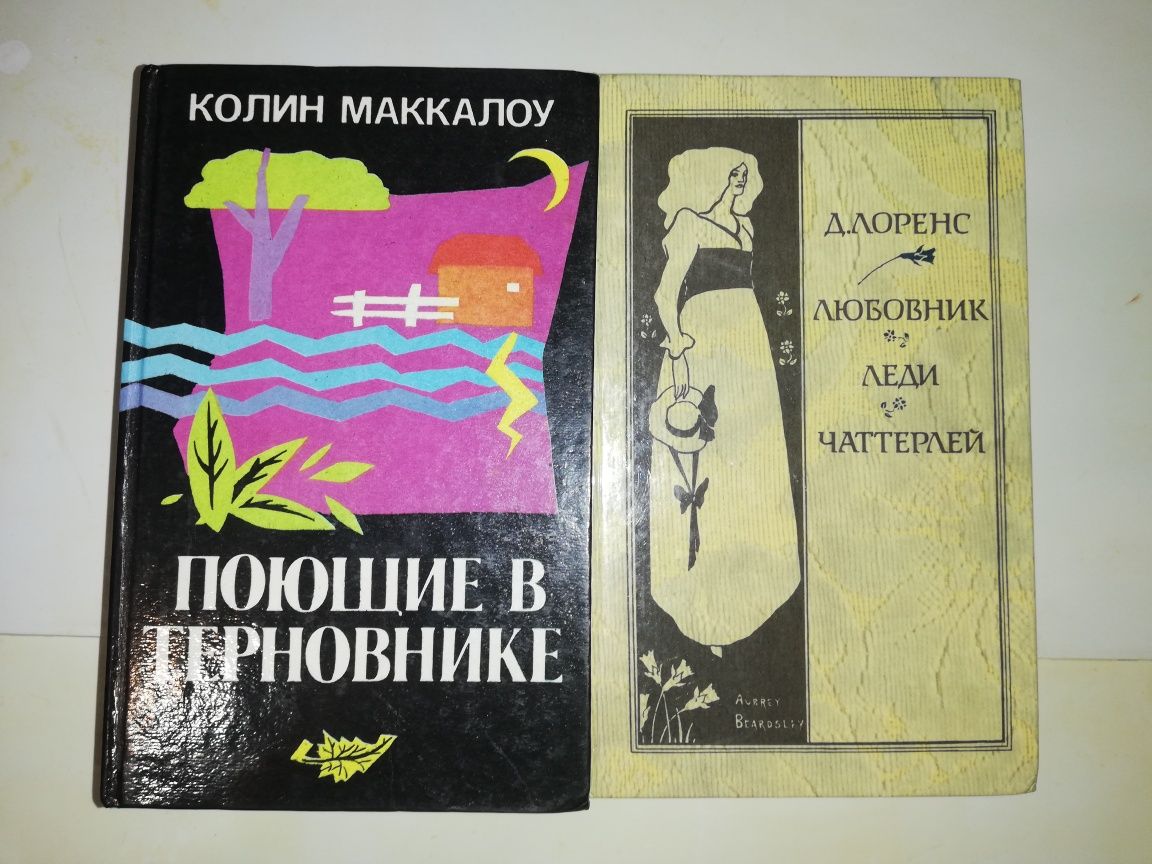 КОЛИН МАККАЛОУ
ПОЮЩИЕ В
ТЕРНОВНИКЕ
Д.ЛОРЕНС
ЛЮБОВНИК
ЛЕДИ
ЧАТТЕРЛЕЙ
AUBREY
BEARDSLEY